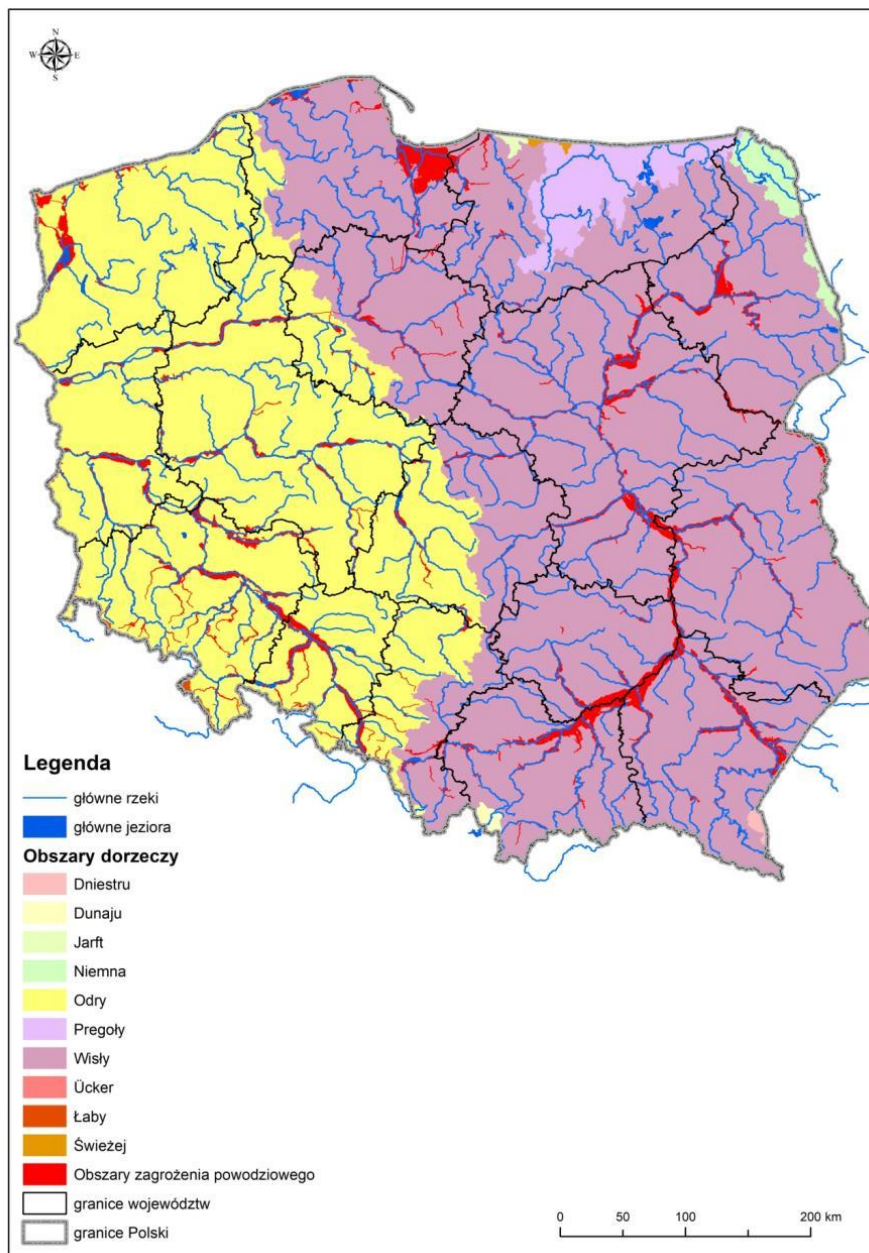 N
W E
S
Legenda
główne rzeki
główne jeziora
Obszary dorzeczy
Dniestru
Dunaju
Jarft
Niemna
Odry
Pregoły
Wisły
Ücker
Łaby
Świeżej
Obszary zagrożenia powodziowego
granice województw
granice Polski
0 50 100 200 km